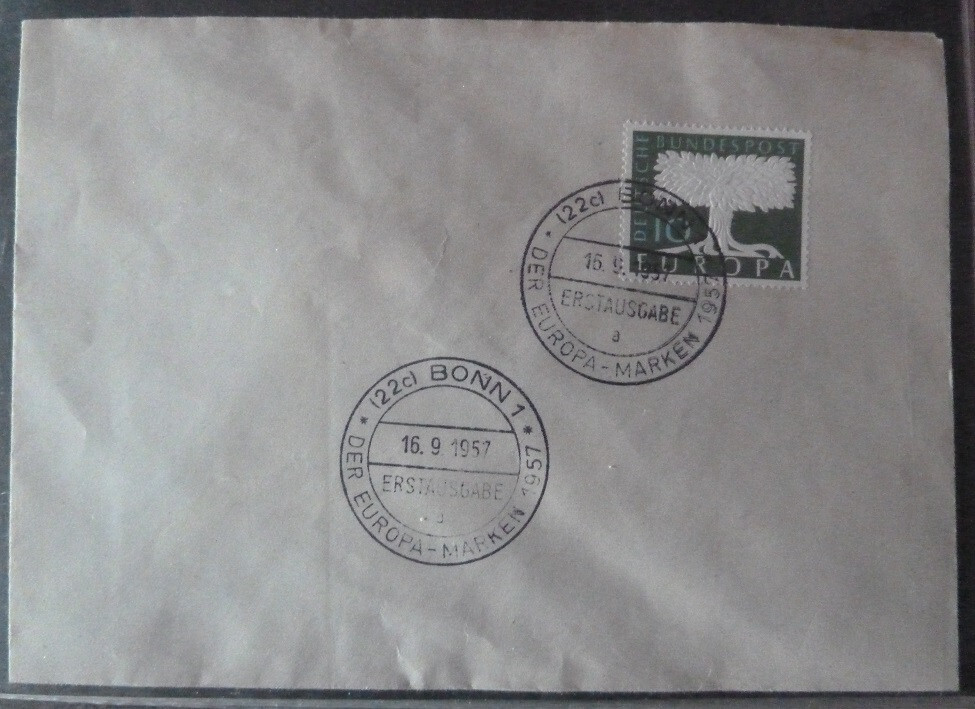 DEUTSCHE BUNDESPOST
10
EUROPA
(22c) BONN
16.9.1957
ERSTAUSGABE
a
DER EUROPA-MARKEN 1957
* (22c) BONN 1 *
16.9.1957
ERSTAUSGABE
a
DER EUROPA-MARKEN 1957